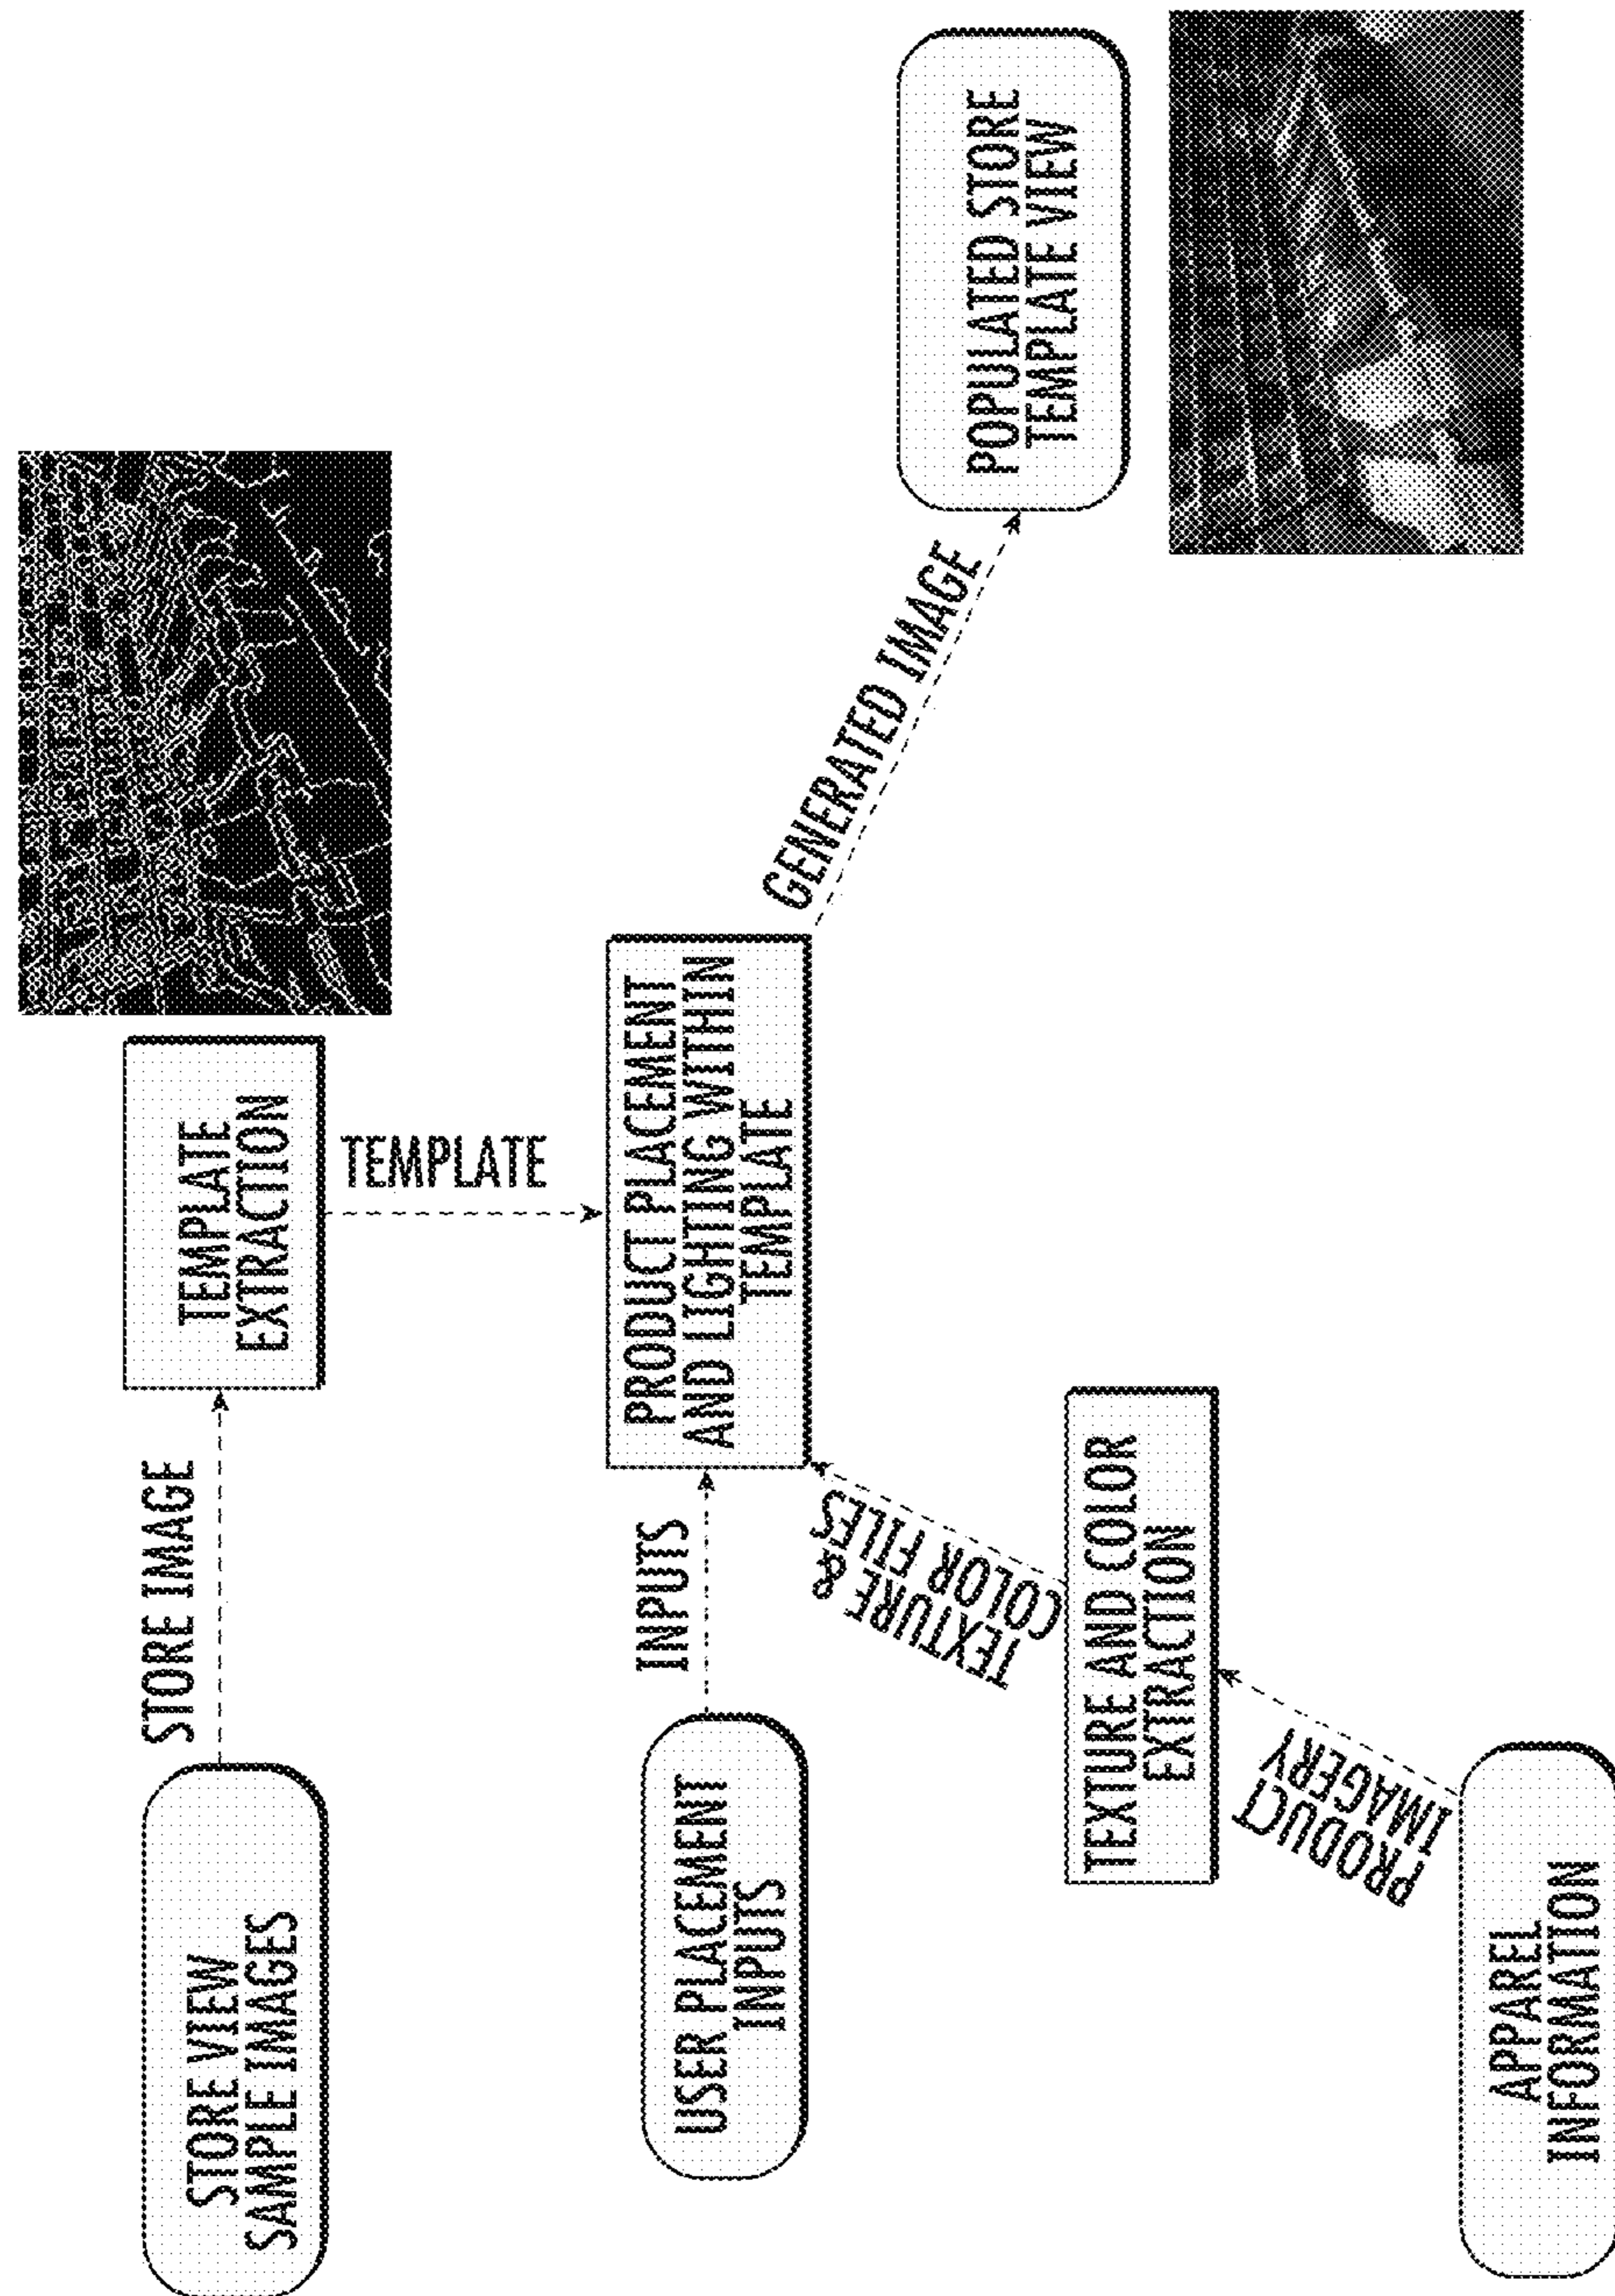 STORE VIEW
SAMPLE IMAGES
STORE IMAGE
TEMPLATE
EXTRACTION
TEMPLATE
USER PLACEMENT
INPUTS
INPUTS
PRODUCT PLACEMENT
AND LIGHTING WITHIN
TEMPLATE
GENERATED IMAGE
POPULATED STORE
TEMPLATE VIEW
TEXTURE &
COLOR FILES
TEXTURE AND COLOR
EXTRACTION
PRODUCT
IMAGERY
APPAREL
INFORMATION